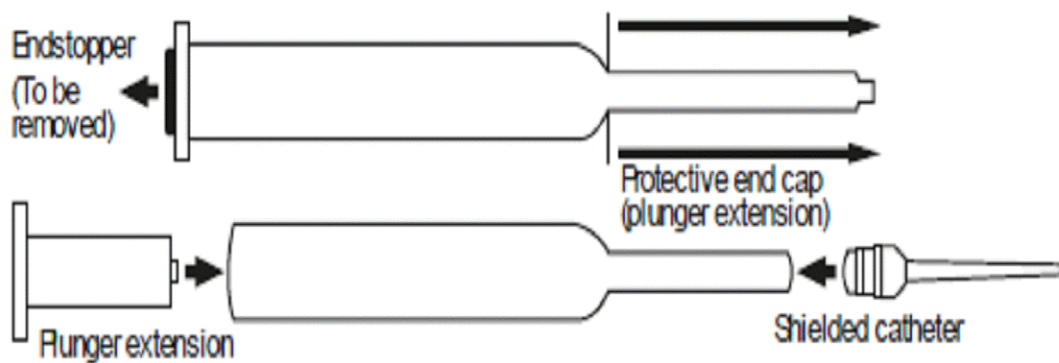 Endstopper
(To be
removed)
Protective end cap
(plunger extension)
Plunger extension
Shielded catheter